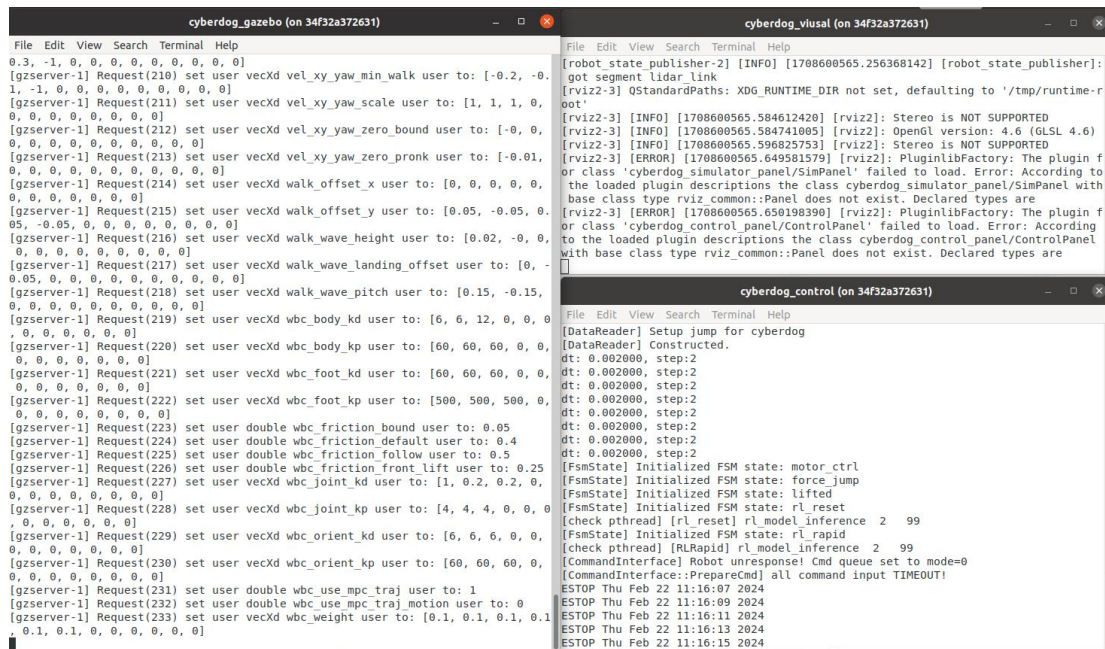 cyberdog_gazebo (on 34f32a372631)
File Edit View Search Terminal Help
0.3, -1, 0, 0, 0, 0, 0, 0, 0, 0, 0]
[gzserver-1] Request(210) set user vecXd vel_xy_yaw_min_walk user to: [-0.2, -0.
1, -1, 0, 0, 0, 0, 0, 0, 0, 0, 0]
[gzserver-1] Request(211) set user vecXd vel_xy_yaw_scale user to: [1, 1, 1, 0,
0, 0, 0, 0, 0, 0, 0, 0]
[gzserver-1] Request(212) set user vecXd vel_xy_yaw_zero_bound user to: [-0, 0,
0, 0, 0, 0, 0, 0, 0, 0, 0, 0]
[gzserver-1] Request(213) set user vecXd vel_xy_yaw_zero_pronk user to: [-0.01,
0, 0, 0, 0, 0, 0, 0, 0, 0, 0, 0]
[gzserver-1] Request(214) set user vecXd walk_offset_x user to: [0, 0, 0, 0, 0,
0, 0, 0, 0, 0, 0, 0]
[gzserver-1] Request(215) set user vecXd walk_offset_y user to: [0.05, -0.05, 0.
05, -0.05, 0, 0, 0, 0, 0, 0, 0, 0]
[gzserver-1] Request(216) set user vecXd walk_wave_height user to: [0.02, -0, 0,
0, 0, 0, 0, 0, 0, 0, 0, 0]
[gzserver-1] Request(217) set user vecXd walk_wave_landing_offset user to: [0, -
0.05, 0, 0, 0, 0, 0, 0, 0, 0, 0, 0]
[gzserver-1] Request(218) set user vecXd walk_wave_pitch user to: [0.15, -0.15,
0, 0, 0, 0, 0, 0, 0, 0, 0, 0]
[gzserver-1] Request(219) set user vecXd wbc_body_kd user to: [6, 6, 12, 0, 0, 0
, 0, 0, 0, 0, 0, 0]
[gzserver-1] Request(220) set user vecXd wbc_body_kp user to: [60, 60, 60, 0, 0,
0, 0, 0, 0, 0, 0, 0]
[gzserver-1] Request(221) set user vecXd wbc_foot_kd user to: [60, 60, 60, 0, 0,
0, 0, 0, 0, 0, 0, 0]
[gzserver-1] Request(222) set user vecXd wbc_foot_kp user to: [500, 500, 500, 0,
0, 0, 0, 0, 0, 0, 0, 0]
[gzserver-1] Request(223) set user double wbc_friction_bound user to: 0.05
[gzserver-1] Request(224) set user double wbc_friction_default user to: 0.4
[gzserver-1] Request(225) set user double wbc_friction_follow user to: 0.5
[gzserver-1] Request(226) set user double wbc_friction_front_lift user to: 0.25
[gzserver-1] Request(227) set user vecXd wbc_joint_kd user to: [1, 0.2, 0.2, 0,
0, 0, 0, 0, 0, 0, 0, 0]
[gzserver-1] Request(228) set user vecXd wbc_joint_kp user to: [4, 4, 4, 0, 0, 0
, 0, 0, 0, 0, 0, 0]
[gzserver-1] Request(229) set user vecXd wbc_orient_kd user to: [6, 6, 6, 0, 0,
0, 0, 0, 0, 0, 0, 0]
[gzserver-1] Request(230) set user vecXd wbc_orient_kp user to: [60, 60, 60, 0,
0, 0, 0, 0, 0, 0, 0, 0]
[gzserver-1] Request(231) set user double wbc_use_mpc_traj user to: 1
[gzserver-1] Request(232) set user double wbc_use_mpc_traj_motion user to: 0
[gzserver-1] Request(233) set user vecXd wbc_weight user to: [0.1, 0.1, 0.1, 0.1
, 0.1, 0.1, 0, 0, 0, 0, 0, 0]
cyberdog_viusal (on 34f32a372631)
File Edit View Search Terminal Help
[robot_state_publisher-2] [INFO] [1708600565.256368142] [robot_state_publisher]:
got segment lidar_link
[rviz2-3] QStandardPaths: XDG_RUNTIME_DIR not set, defaulting to '/tmp/runtime-r
oot'
[rviz2-3] [INFO] [1708600565.584612420] [rviz2]: Stereo is NOT SUPPORTED
[rviz2-3] [INFO] [1708600565.584741005] [rviz2]: OpenGl version: 4.6 (GLSL 4.6)
[rviz2-3] [INFO] [1708600565.596825753] [rviz2]: Stereo is NOT SUPPORTED
[rviz2-3] [ERROR] [1708600565.649581579] [rviz2]: PluginlibFactory: The plugin f
or class 'cyberdog_simulator_panel/SimPanel' failed to load. Error: According to
the loaded plugin descriptions the class cyberdog_simulator_panel/SimPanel with
base class type rviz_common::Panel does not exist. Declared types are
[rviz2-3] [ERROR] [1708600565.650198390] [rviz2]: PluginlibFactory: The plugin f
or class 'cyberdog_control_panel/ControlPanel' failed to load. Error: According
to the loaded plugin descriptions the class cyberdog_control_panel/ControlPanel
with base class type rviz_common::Panel does not exist. Declared types are
cyberdog_control (on 34f32a372631)
File Edit View Search Terminal Help
[DataReader] Setup jump for cyberdog
[DataReader] Constructed.
dt: 0.002000, step:2
dt: 0.002000, step:2
dt: 0.002000, step:2
dt: 0.002000, step:2
dt: 0.002000, step:2
dt: 0.002000, step:2
dt: 0.002000, step:2
dt: 0.002000, step:2
[FsmState] Initialized FSM state: motor_ctrl
[FsmState] Initialized FSM state: force_jump
[FsmState] Initialized FSM state: lifted
[FsmState] Initialized FSM state: rl_reset
[check pthread] [rl_reset] rl_model_inference 2 99
[FsmState] Initialized FSM state: rl_rapid
[check pthread] [RLRapid] rl_model_inference 2 99
[CommandInterface] Robot unresponse! Cmd queue set to mode=0
[CommandInterface::PrepareCmd] all command input TIMEOUT!
ESTOP Thu Feb 22 11:16:07 2024
ESTOP Thu Feb 22 11:16:09 2024
ESTOP Thu Feb 22 11:16:11 2024
ESTOP Thu Feb 22 11:16:13 2024
ESTOP Thu Feb 22 11:16:15 2024